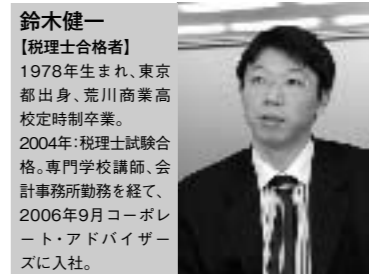 鈴木健一
【税理士合格者】
1978年生まれ、東京
都出身、荒川商業高
校定時制卒業。
2004年:税理士試験合
格。専門学校講師、会
計事務所勤務を経て、
2006年9月コーポレ
ート・アドバイザー
ズに入社。